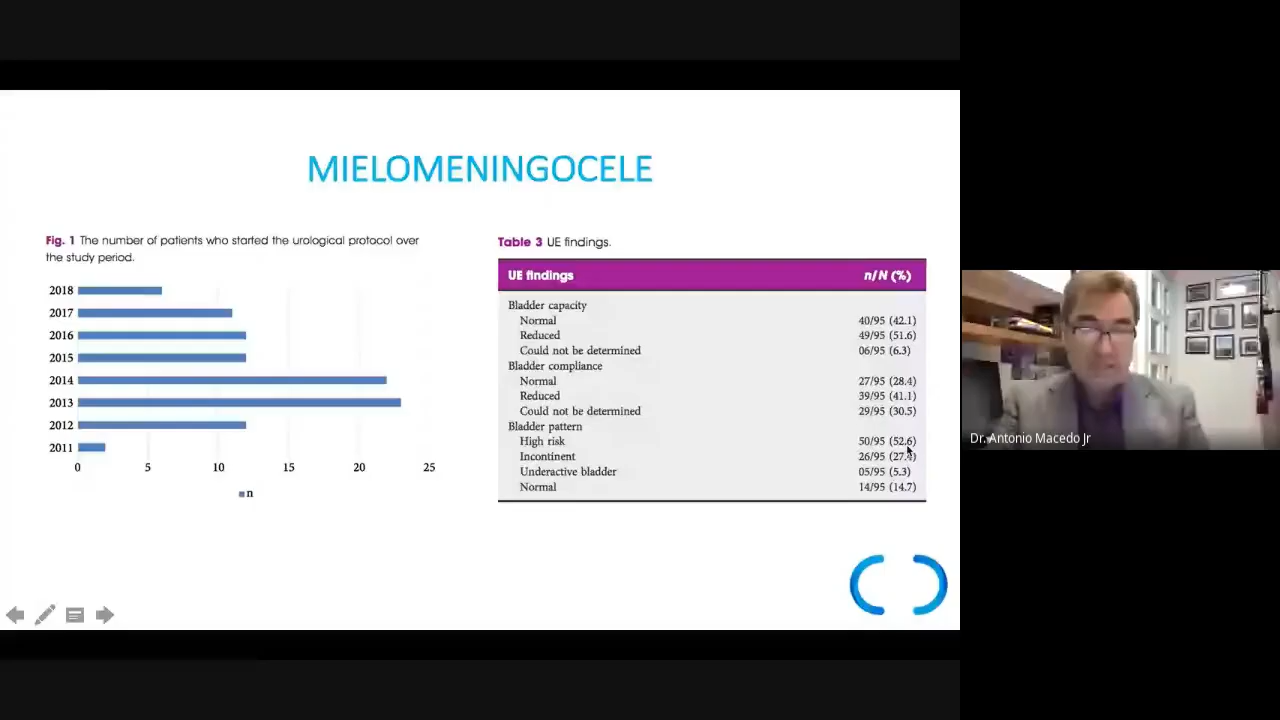 MIELOMENINGOCELE
Fig. 1 The number of patients who started the urological protocol over
the study period.
2018
2017
2016
2015
2014
2013
2012
2011
0 5 10 15 20 25
n
Table 3 UE findings.
UE findings n/N (%)
Bladder capacity
Normal 40/95 (42.1)
Reduced 49/95 (51.6)
Could not be determined 06/95 (6.3)
Bladder compliance
Normal 27/95 (28.4)
Reduced 39/95 (41.1)
Could not be determined 29/95 (30.5)
Bladder pattern
High risk 50/95 (52.6)
Incontinent 26/95 (27.4)
Underactive bladder 05/95 (5.3)
Normal 14/95 (14.7)
Dr. Antonio Macedo Jr